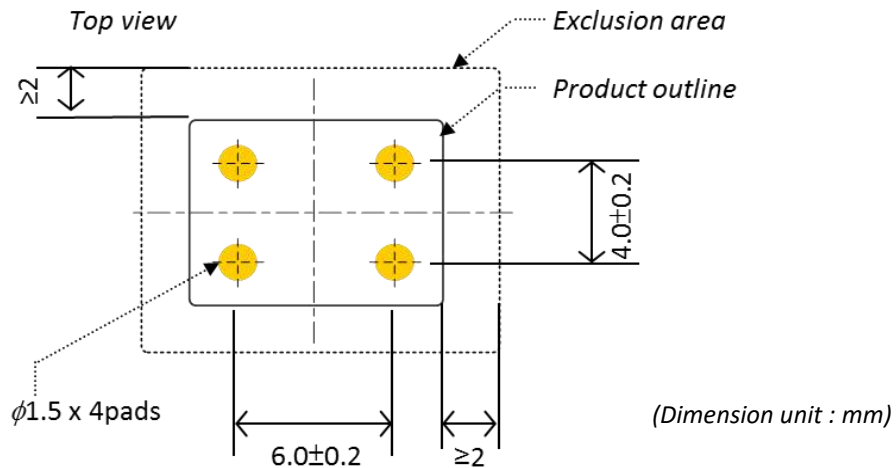 Top view
Exclusion area
≥2
Product outline
4.0±0.2
ϕ1.5 x 4pads
6.0±0.2
≥2
(Dimension unit : mm)